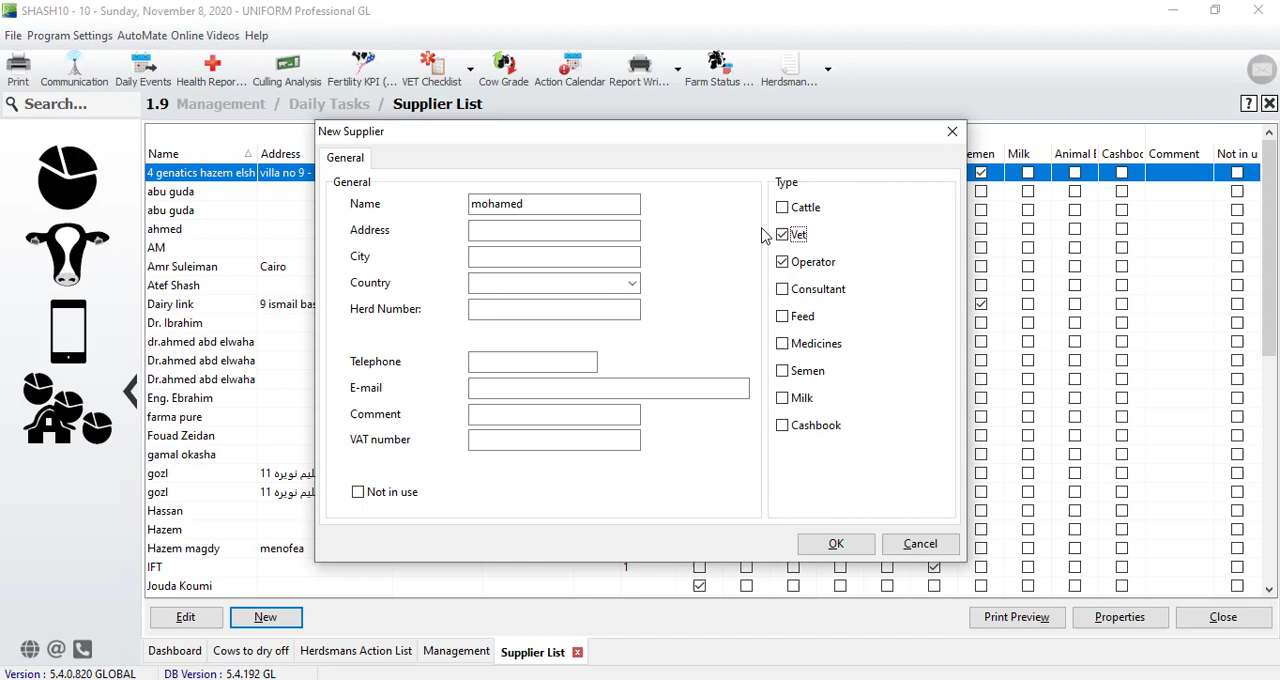 SHASH10 - 10 - Sunday, November 8, 2020 - UNIFORM Professional GL
File Program Settings AutoMate Online Videos Help
Print Communication Daily Events Health Repor... Culling Analysis Fertility KPI (... VET Checklist Cow Grade Action Calendar Report Wri... Farm Status ... Herdsman...
Search... 1.9 Management / Daily Tasks / Supplier List ?
New Supplier
Name Address emen Milk Animal Cashboo Comment Not in u
General
4 genatics hazem elsh villa no 9 -
General Type
Name mohamed Cattle
Address Vet
City Operator
Country Consultant
Herd Number: Feed
Medicines
Telephone Semen
E-mail Milk
Comment Cashbook
VAT number
Not in use
OK Cancel
abu guda
abu guda
ahmed
AM
Amr Suleiman Cairo
Atef Shash
Dairy link 9 ismail bas
Dr. Ibrahim
dr.ahmed abd elwaha
Dr.ahmed abd elwaha
Dr.ahmed abd elwaha
Eng. Ebrahim
farma pure
Fouad Zeidan
gamal okasha
gozl 11 ليم نويره
gozl 11 ليم نويره
Hassan
Hazem
Hazem magdy menofea
IFT 1
Jouda Koumi
Edit New Print Preview Properties Close
Dashboard Cows to dry off Herdsmans Action List Management Supplier List
Version : 5.4.0.820 GLOBAL DB Version : 5.4.192 GL